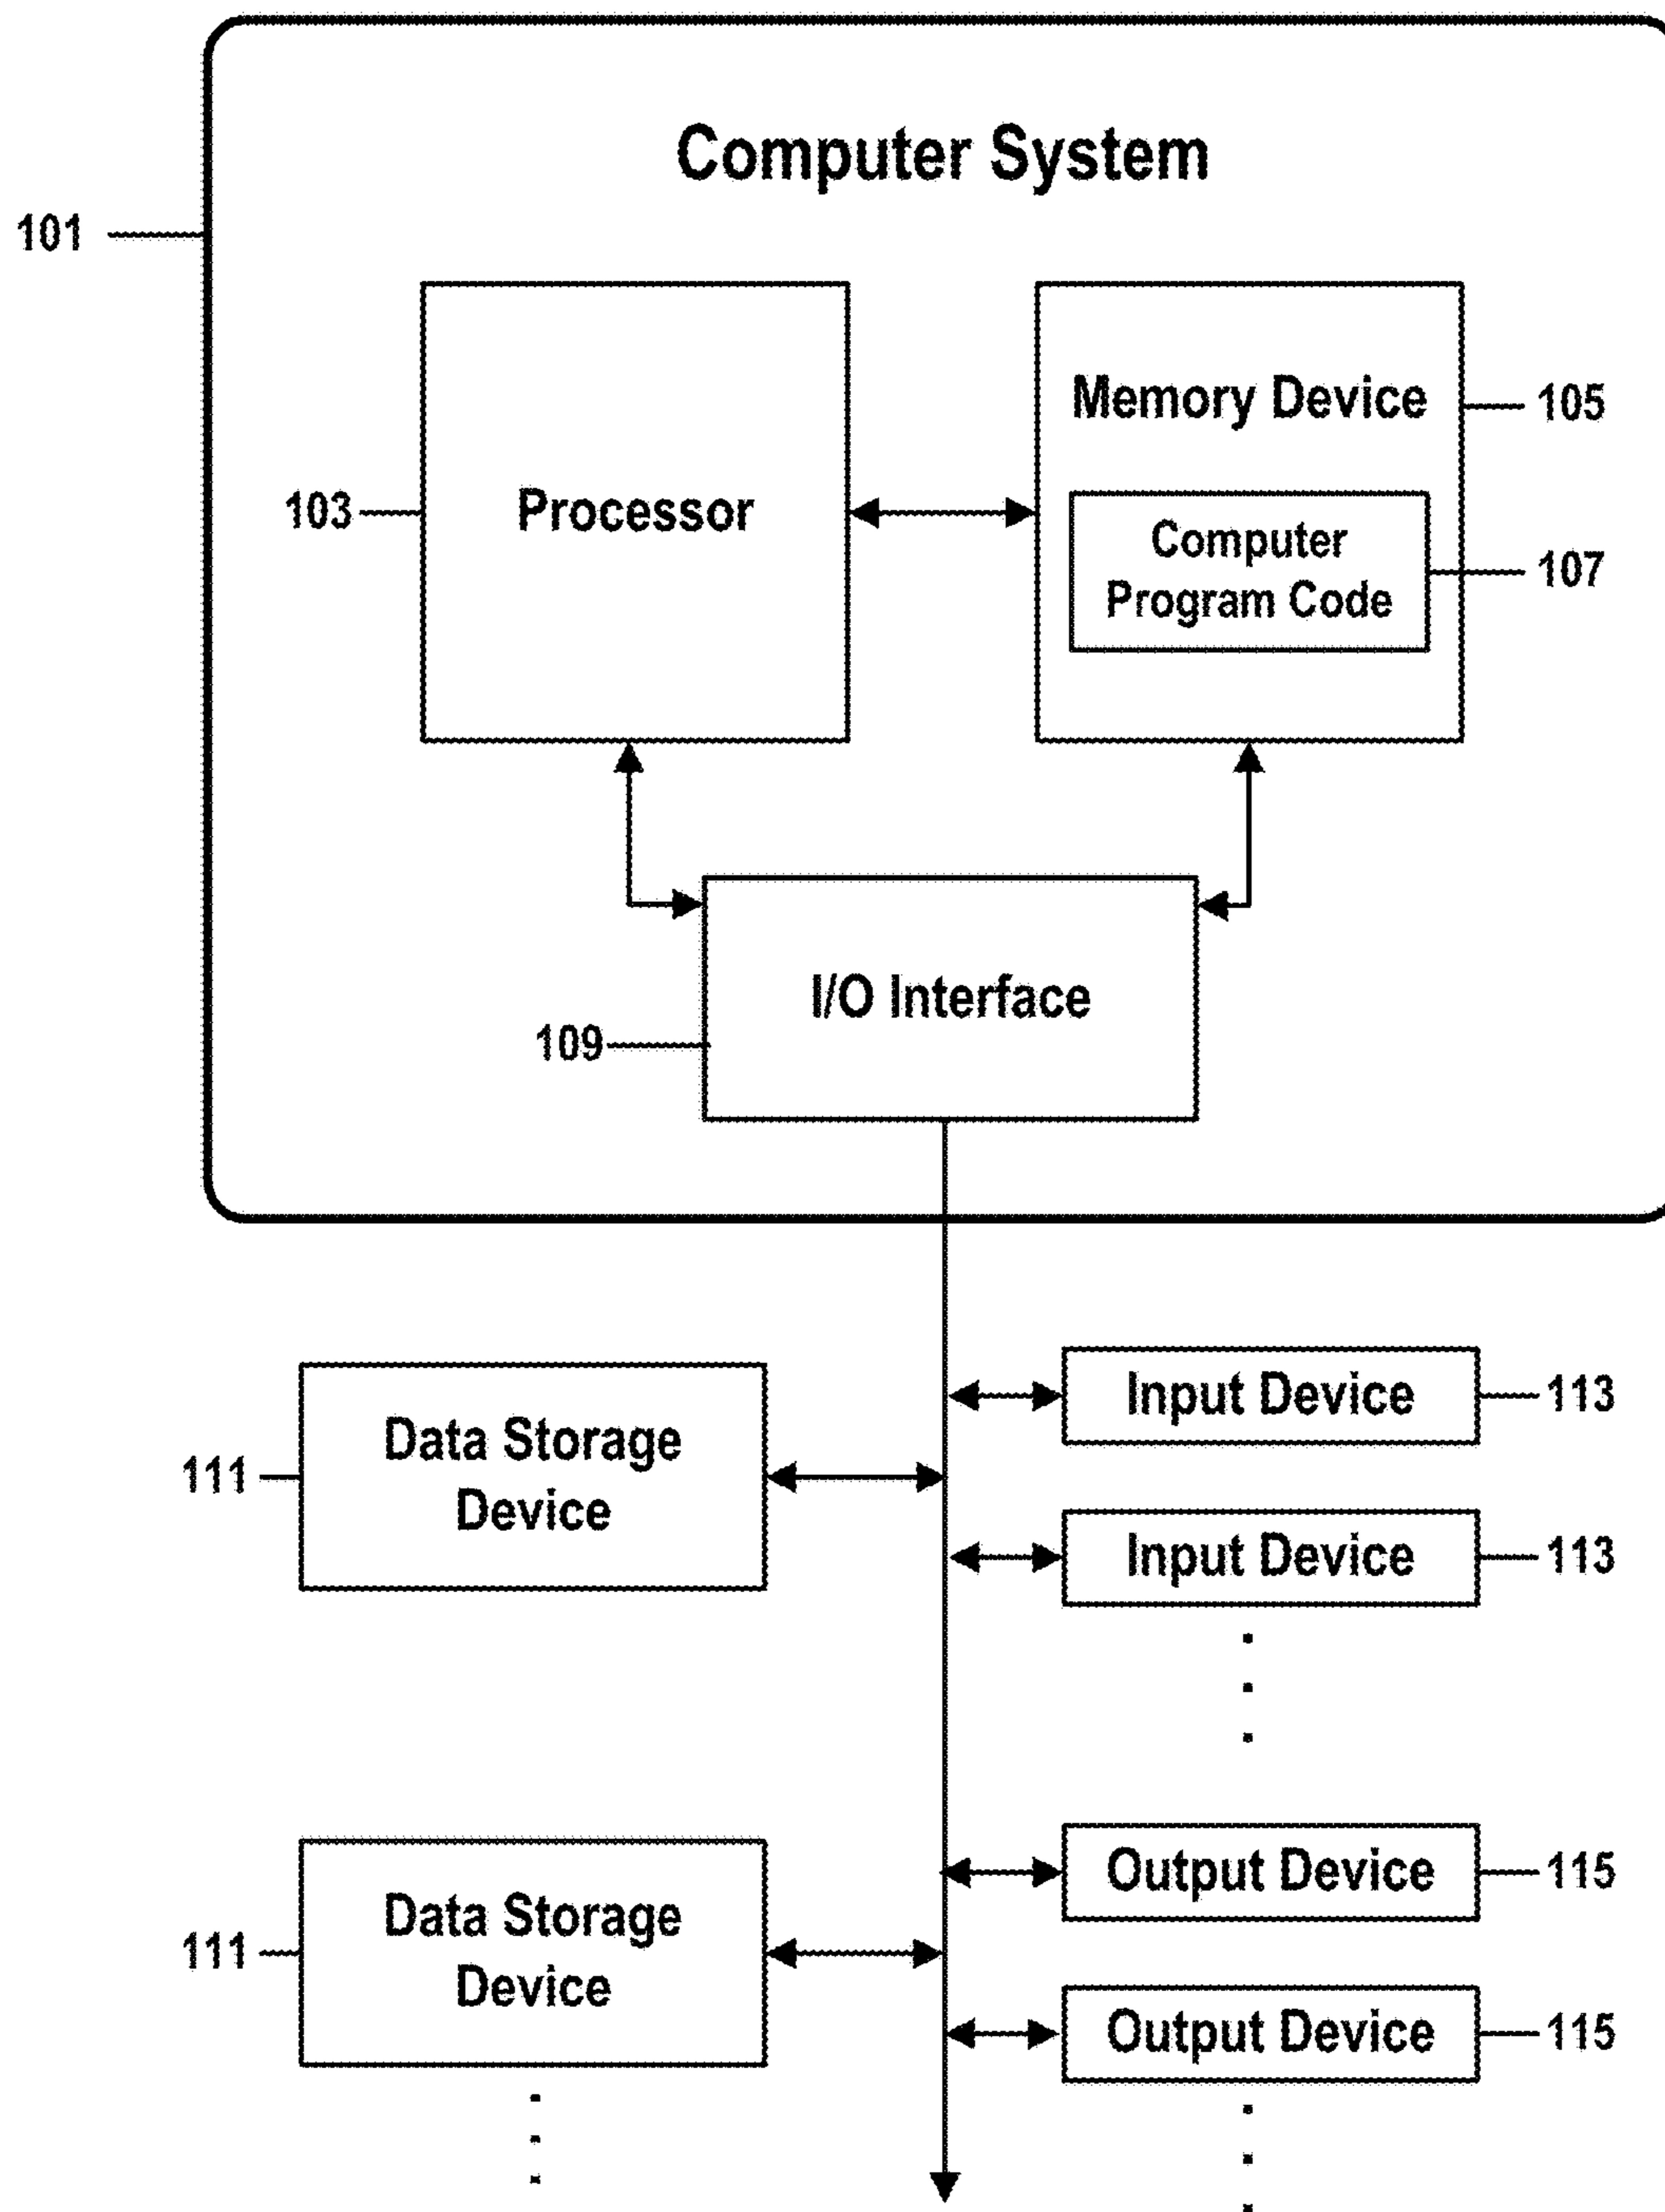 Computer System
101
Memory Device
105
103
Processor
Computer
Program Code
107
I/O Interface
109
Input Device
113
Data Storage
Device
111
Input Device
113
Output Device
115
Data Storage
Device
111
Output Device
115